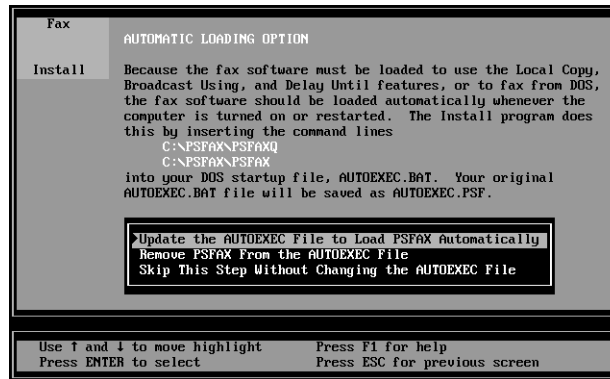 Fax
Install
AUTOMATIC LOADING OPTION
Because the fax software must be loaded to use the Local Copy,
Broadcast Using, and Delay Until features, or to fax from DOS,
the fax software should be loaded automatically whenever the
computer is turned on or restarted.  The Install program does
this by inserting the command lines
C:\PSFAX\PSFAXQ
C:\PSFAX\PSFAX
into your DOS startup file, AUTOEXEC.BAT.  Your original
AUTOEXEC.BAT file will be saved as AUTOEXEC.PSF.
Update the AUTOEXEC File to Load PSFAX Automatically
Remove PSFAX From the AUTOEXEC File
Skip This Step Without Changing the AUTOEXEC File
Use ↑ and ↓ to move highlight
Press F1 for help
Press ENTER to select
Press ESC for previous screen